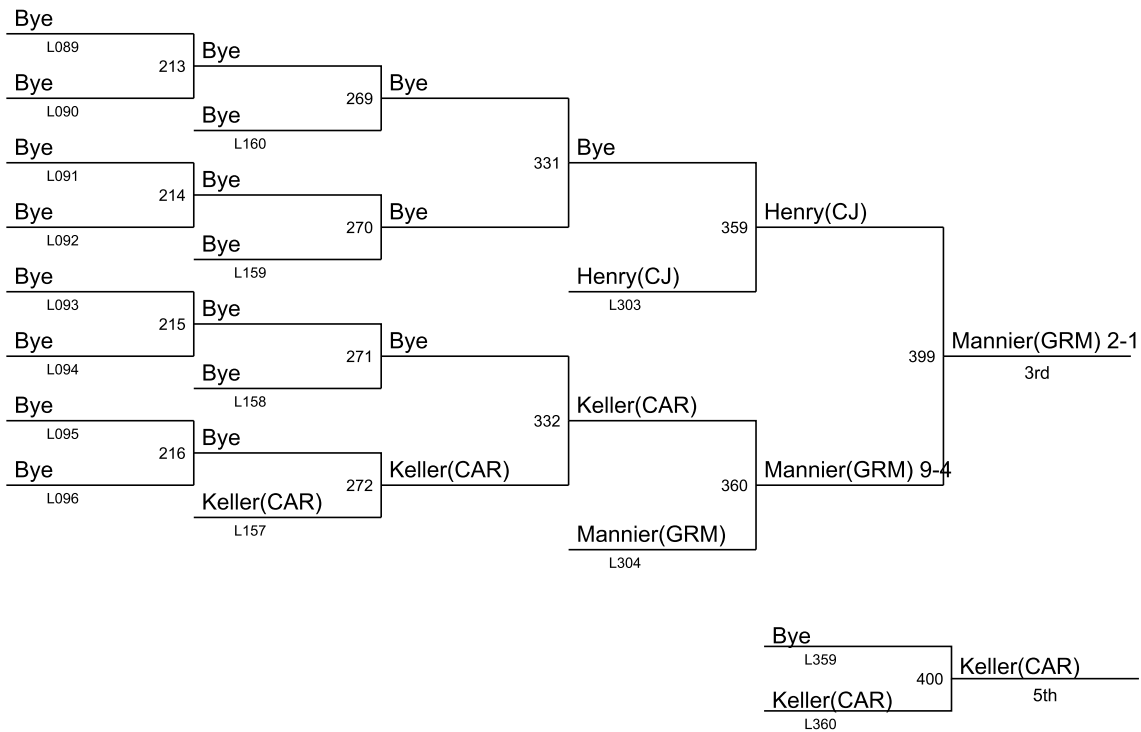 Bye
L089
213
Bye
Bye
L090
269
Bye
Bye
L160
Bye
L091
331
Bye
214
Bye
Bye
L092
270
Bye
359
Henry(CJ)
Bye
L159
Henry(CJ)
L303
Bye
L093
215
Bye
Bye
L094
271
Bye
399
Mannier(GRM) 2-1
3rd
Bye
L158
Bye
L095
332
Keller(CAR)
216
Bye
Bye
L096
272
Keller(CAR)
360
Mannier(GRM) 9-4
Keller(CAR)
L157
Mannier(GRM)
L304
Bye
L359
400
Keller(CAR)
5th
Keller(CAR)
L360